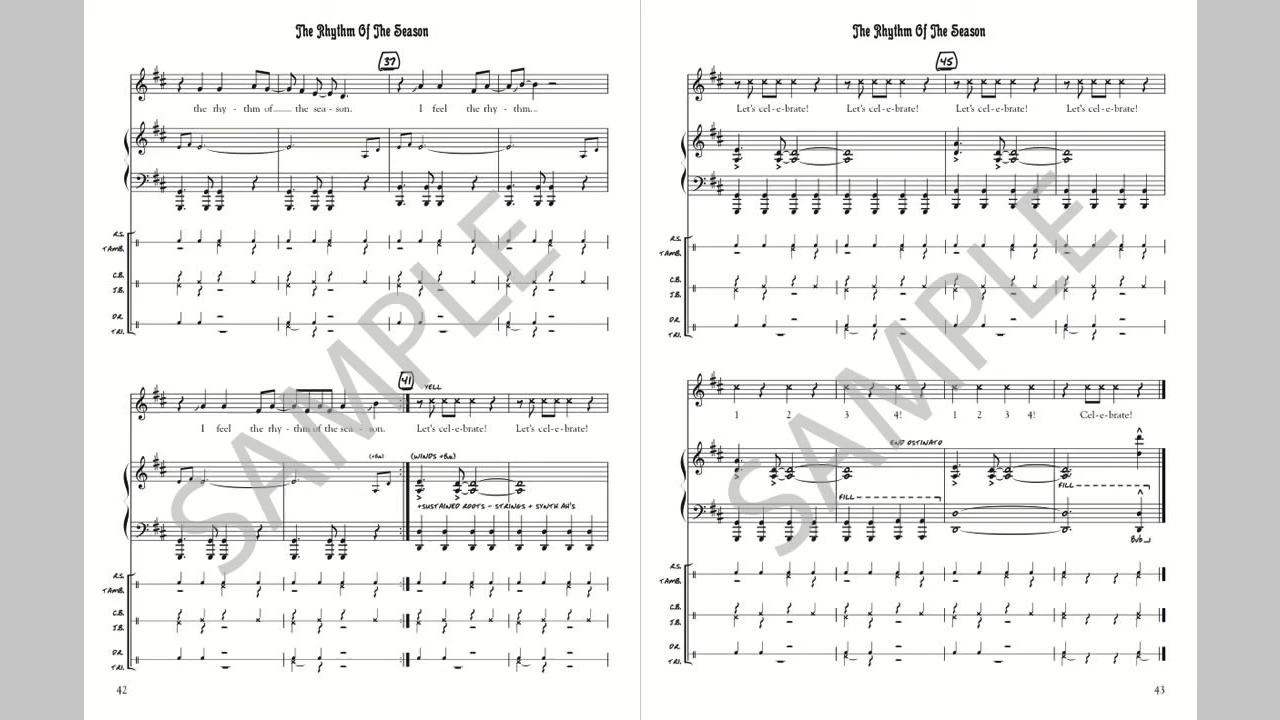 The Rhythm Of The Season
37
the rhy - thm of the sea - son. I feel the rhy - thm.
R.S.
TAMB.
C.B.
J.B.
DR.
TRI.
41
YELL
I feel the rhy - thm of the sea - son. Let's cel-e-brate! Let's cel-e-brate!
(WINDS +8va)
+SUSTAINED ROOTS - STRINGS + SYNTH AH'S
R.S.
TAMB.
C.B.
J.B.
DR.
TRI.
42
The Rhythm Of The Season
45
Let's cel-e-brate! Let's cel-e-brate! Let's cel-e-brate! Let's cel-e-brate!
R.S.
TAMB.
C.B.
J.B.
DR.
TRI.
1 2 3 4! 1 2 3 4! Cel-e-brate!
END OSTINATO
FILL
FILL
8vb
R.S.
TAMB.
C.B.
J.B.
DR.
TRI.
43
SAMPLE
SAMPLE